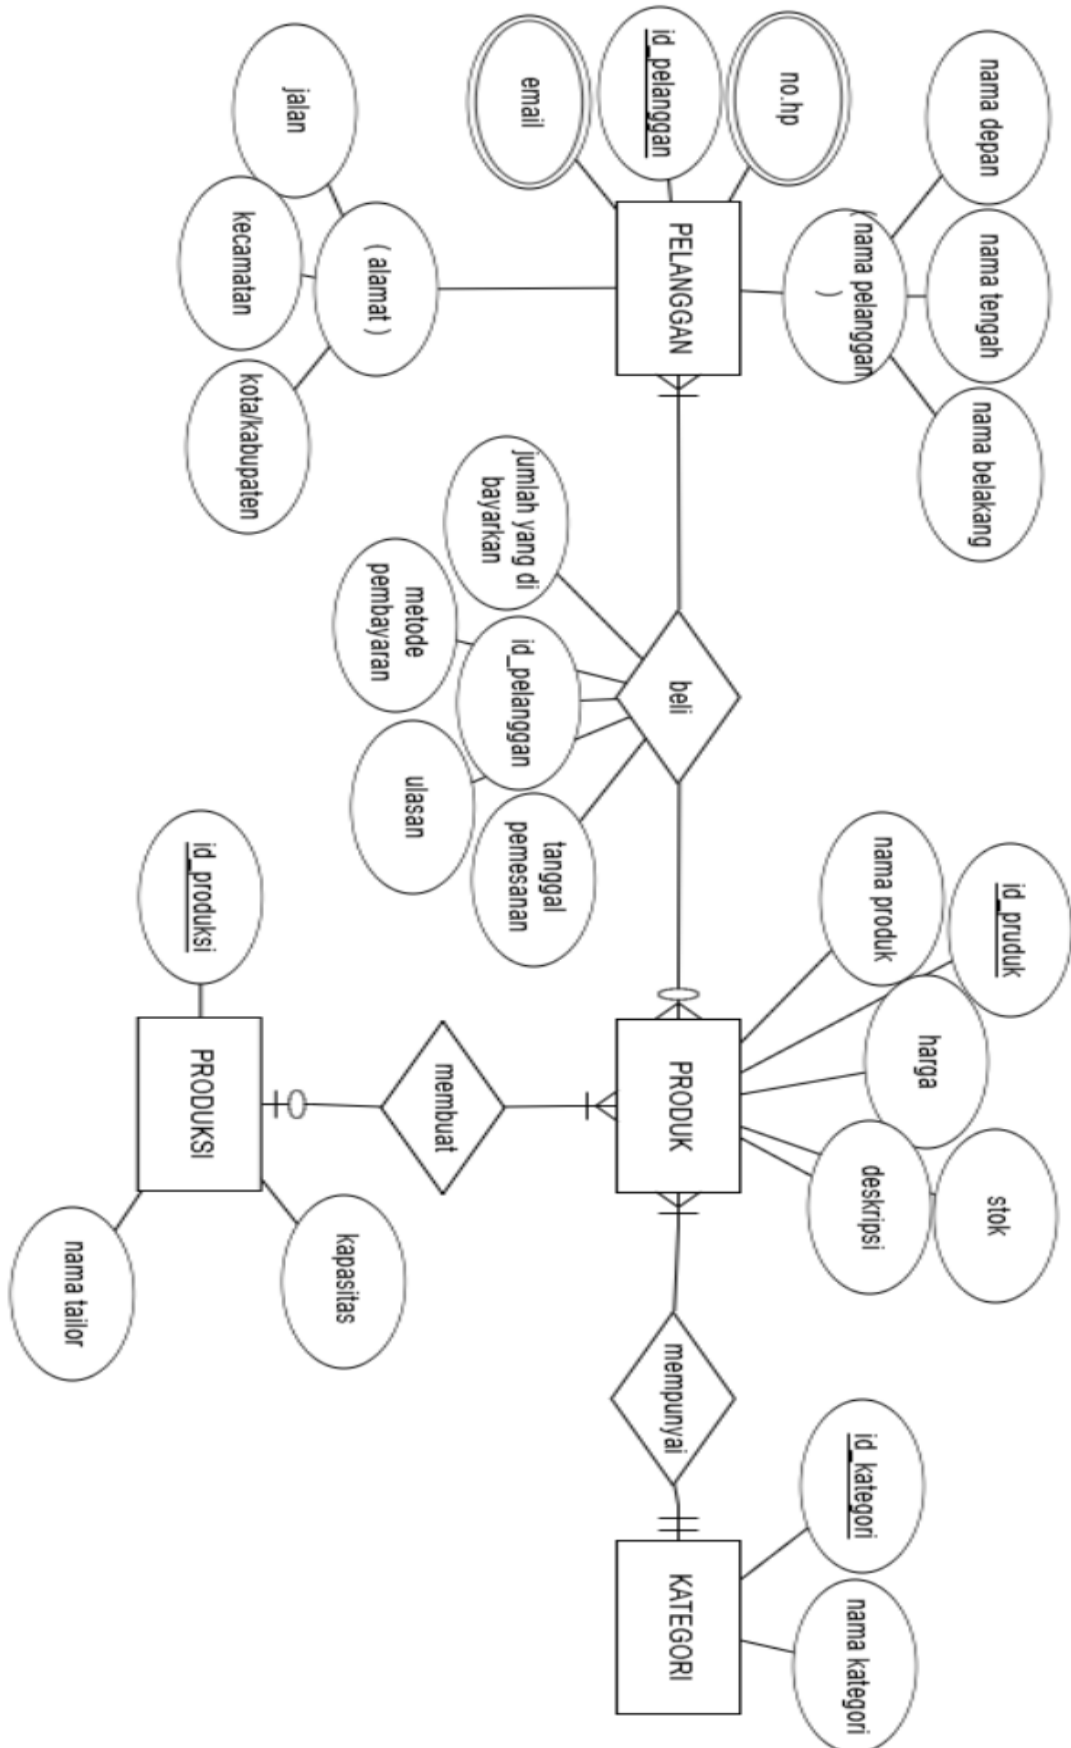 nama depan
nama tengah
nama belakang
( nama pelanggan
)
no.hp
id_pelanggan
email
PELANGGAN
jalan
kecamatan
( alamat )
kota/kabupaten
jumlah yang di
bayarkan
metode
pembayaran
id_pelanggan
ulasan
tanggal
pemesanan
beli
id_pruduk
nama produk
harga
stok
deskripsi
PRODUK
membuat
id_produksi
PRODUKSI
kapasitas
nama tailor
mempunyai
id_kategori
nama kategori
KATEGORI